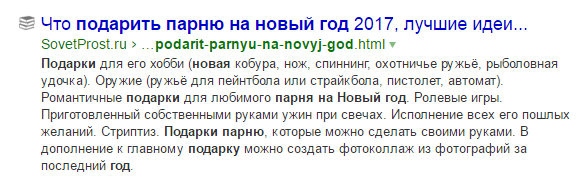 Что подарить парню на новый год 2017, лучшие идеи...
SovetProst.ru › …podarit-parnyu-na-novyj-god.html
Подарки для его хобби (новая кобура, нож, спиннинг, охотничье ружьё, рыболовная
удочка). Оружие (ружьё для пейнтбола или страйкбола, пистолет, автомат).
Романтичные подарки для любимого парня на Новый год. Ролевые игры.
Приготовленный собственными руками ужин при свечах. Исполнение всех его пошлых
желаний. Стриптиз. Подарки парню, которые можно сделать своими руками. В
дополнение к главному подарку можно создать фотоколлаж из фотографий за
последний год.